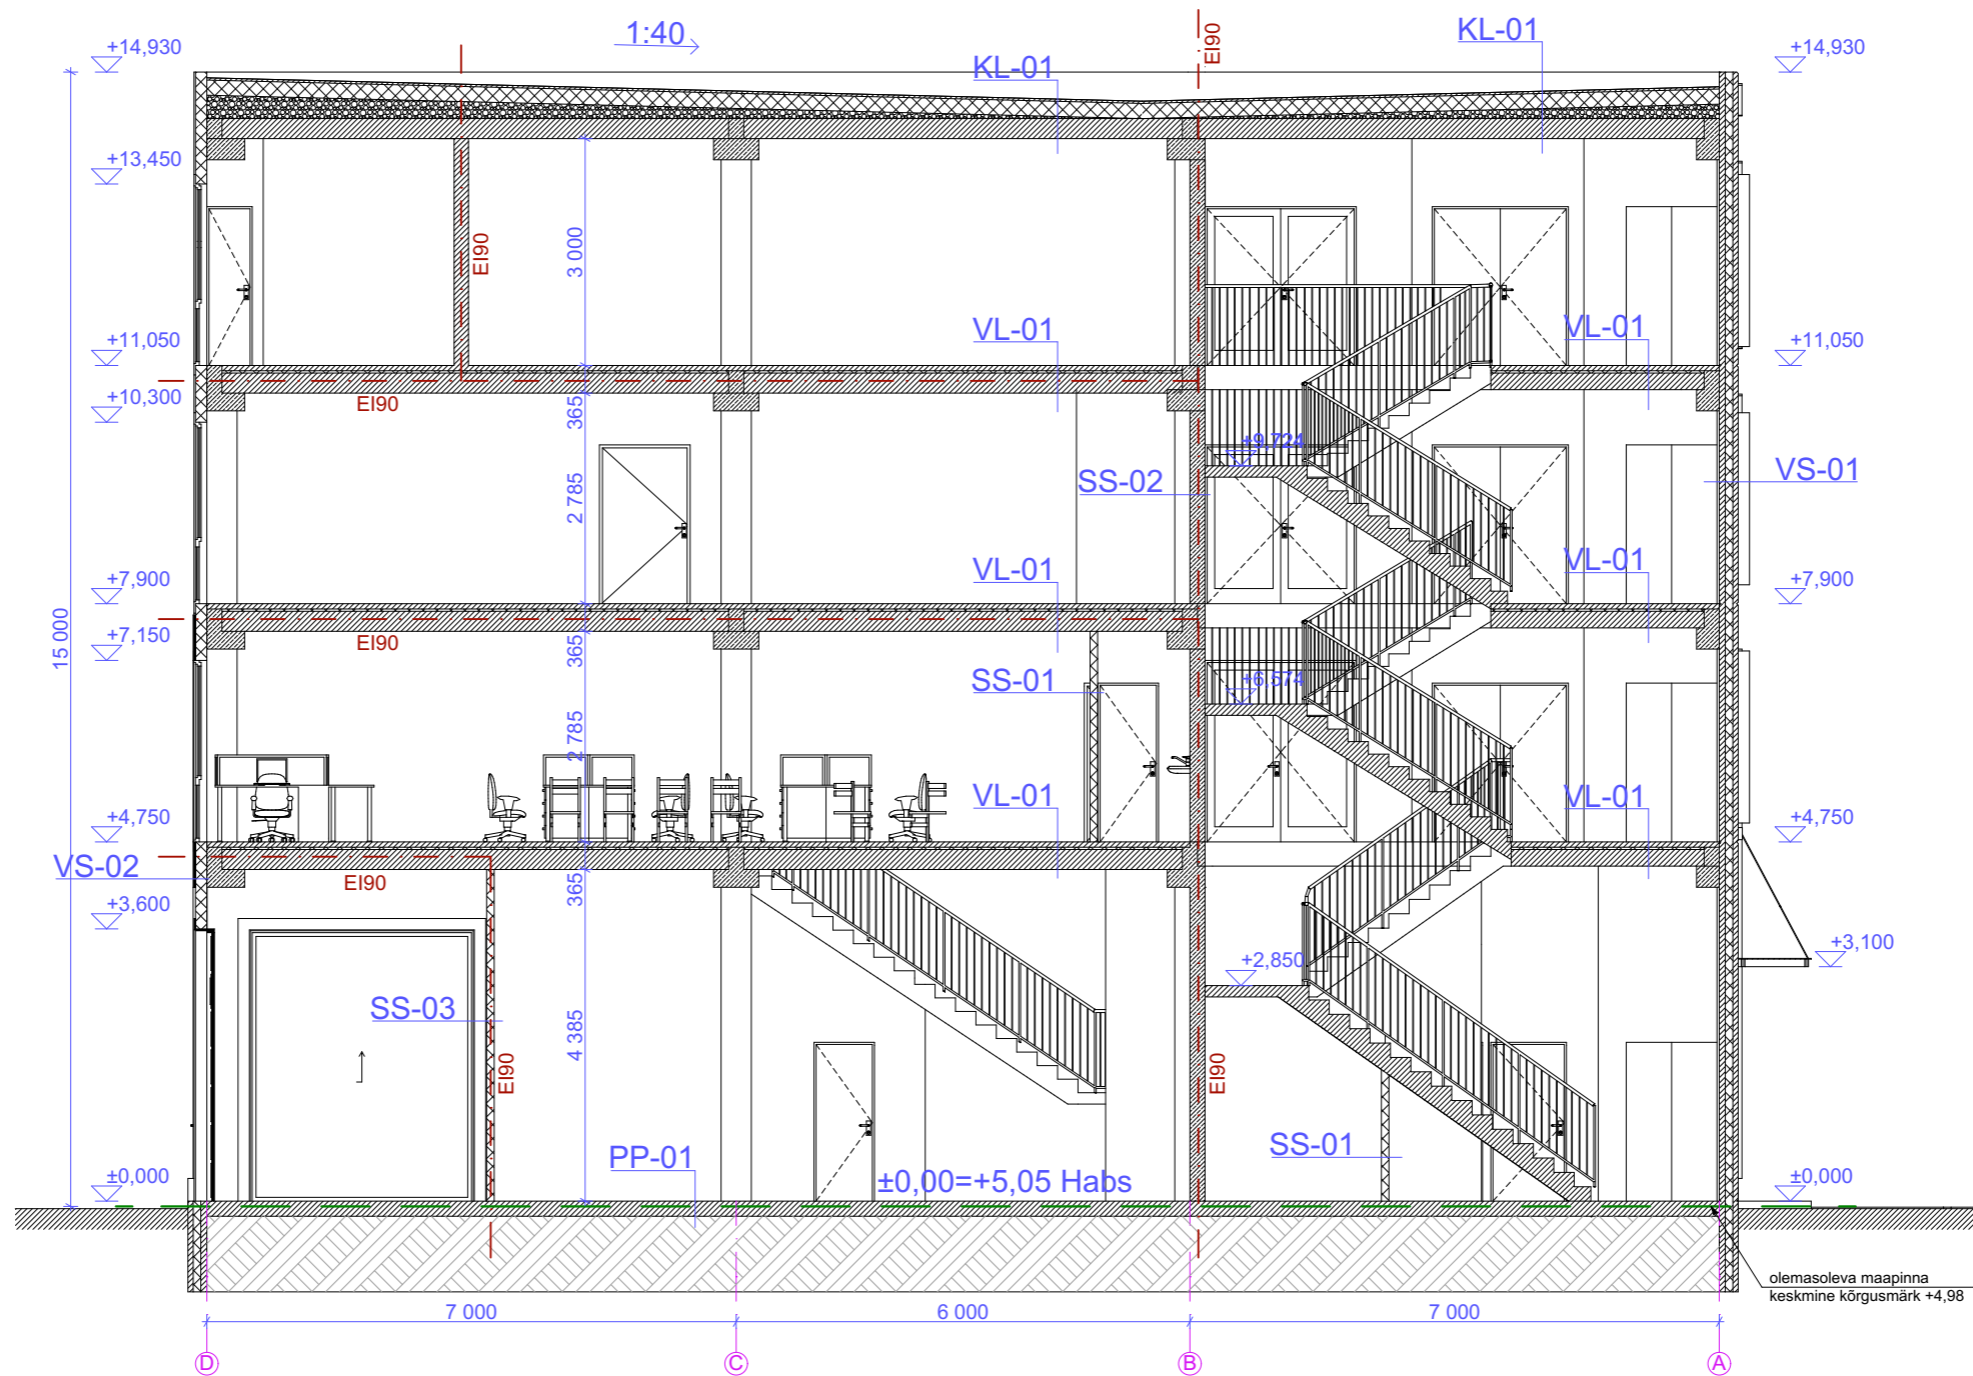 1:40
EI90
KL-01
KL-01
+14,930
+14,930
+13,450
EI90
3 000
+11,050
VL-01
VL-01
+11,050
+10,300
EI90
365
+9,724
2 785
SS-02
VS-01
+7,900
VL-01
VL-01
+7,900
15 000
+7,150
EI90
365
SS-01
+6,574
2 785
+4,750
VL-01
VL-01
+4,750
VS-02
EI90
365
+3,600
+3,100
+2,850
SS-03
4 385
EI90
EI90
PP-01
SS-01
±0,000
±0,00=+5,05 Habs
±0,000
olemasoleva maapinna
keskmine kõrgusmärk +4,98
7 000
6 000
7 000
D
C
B
A